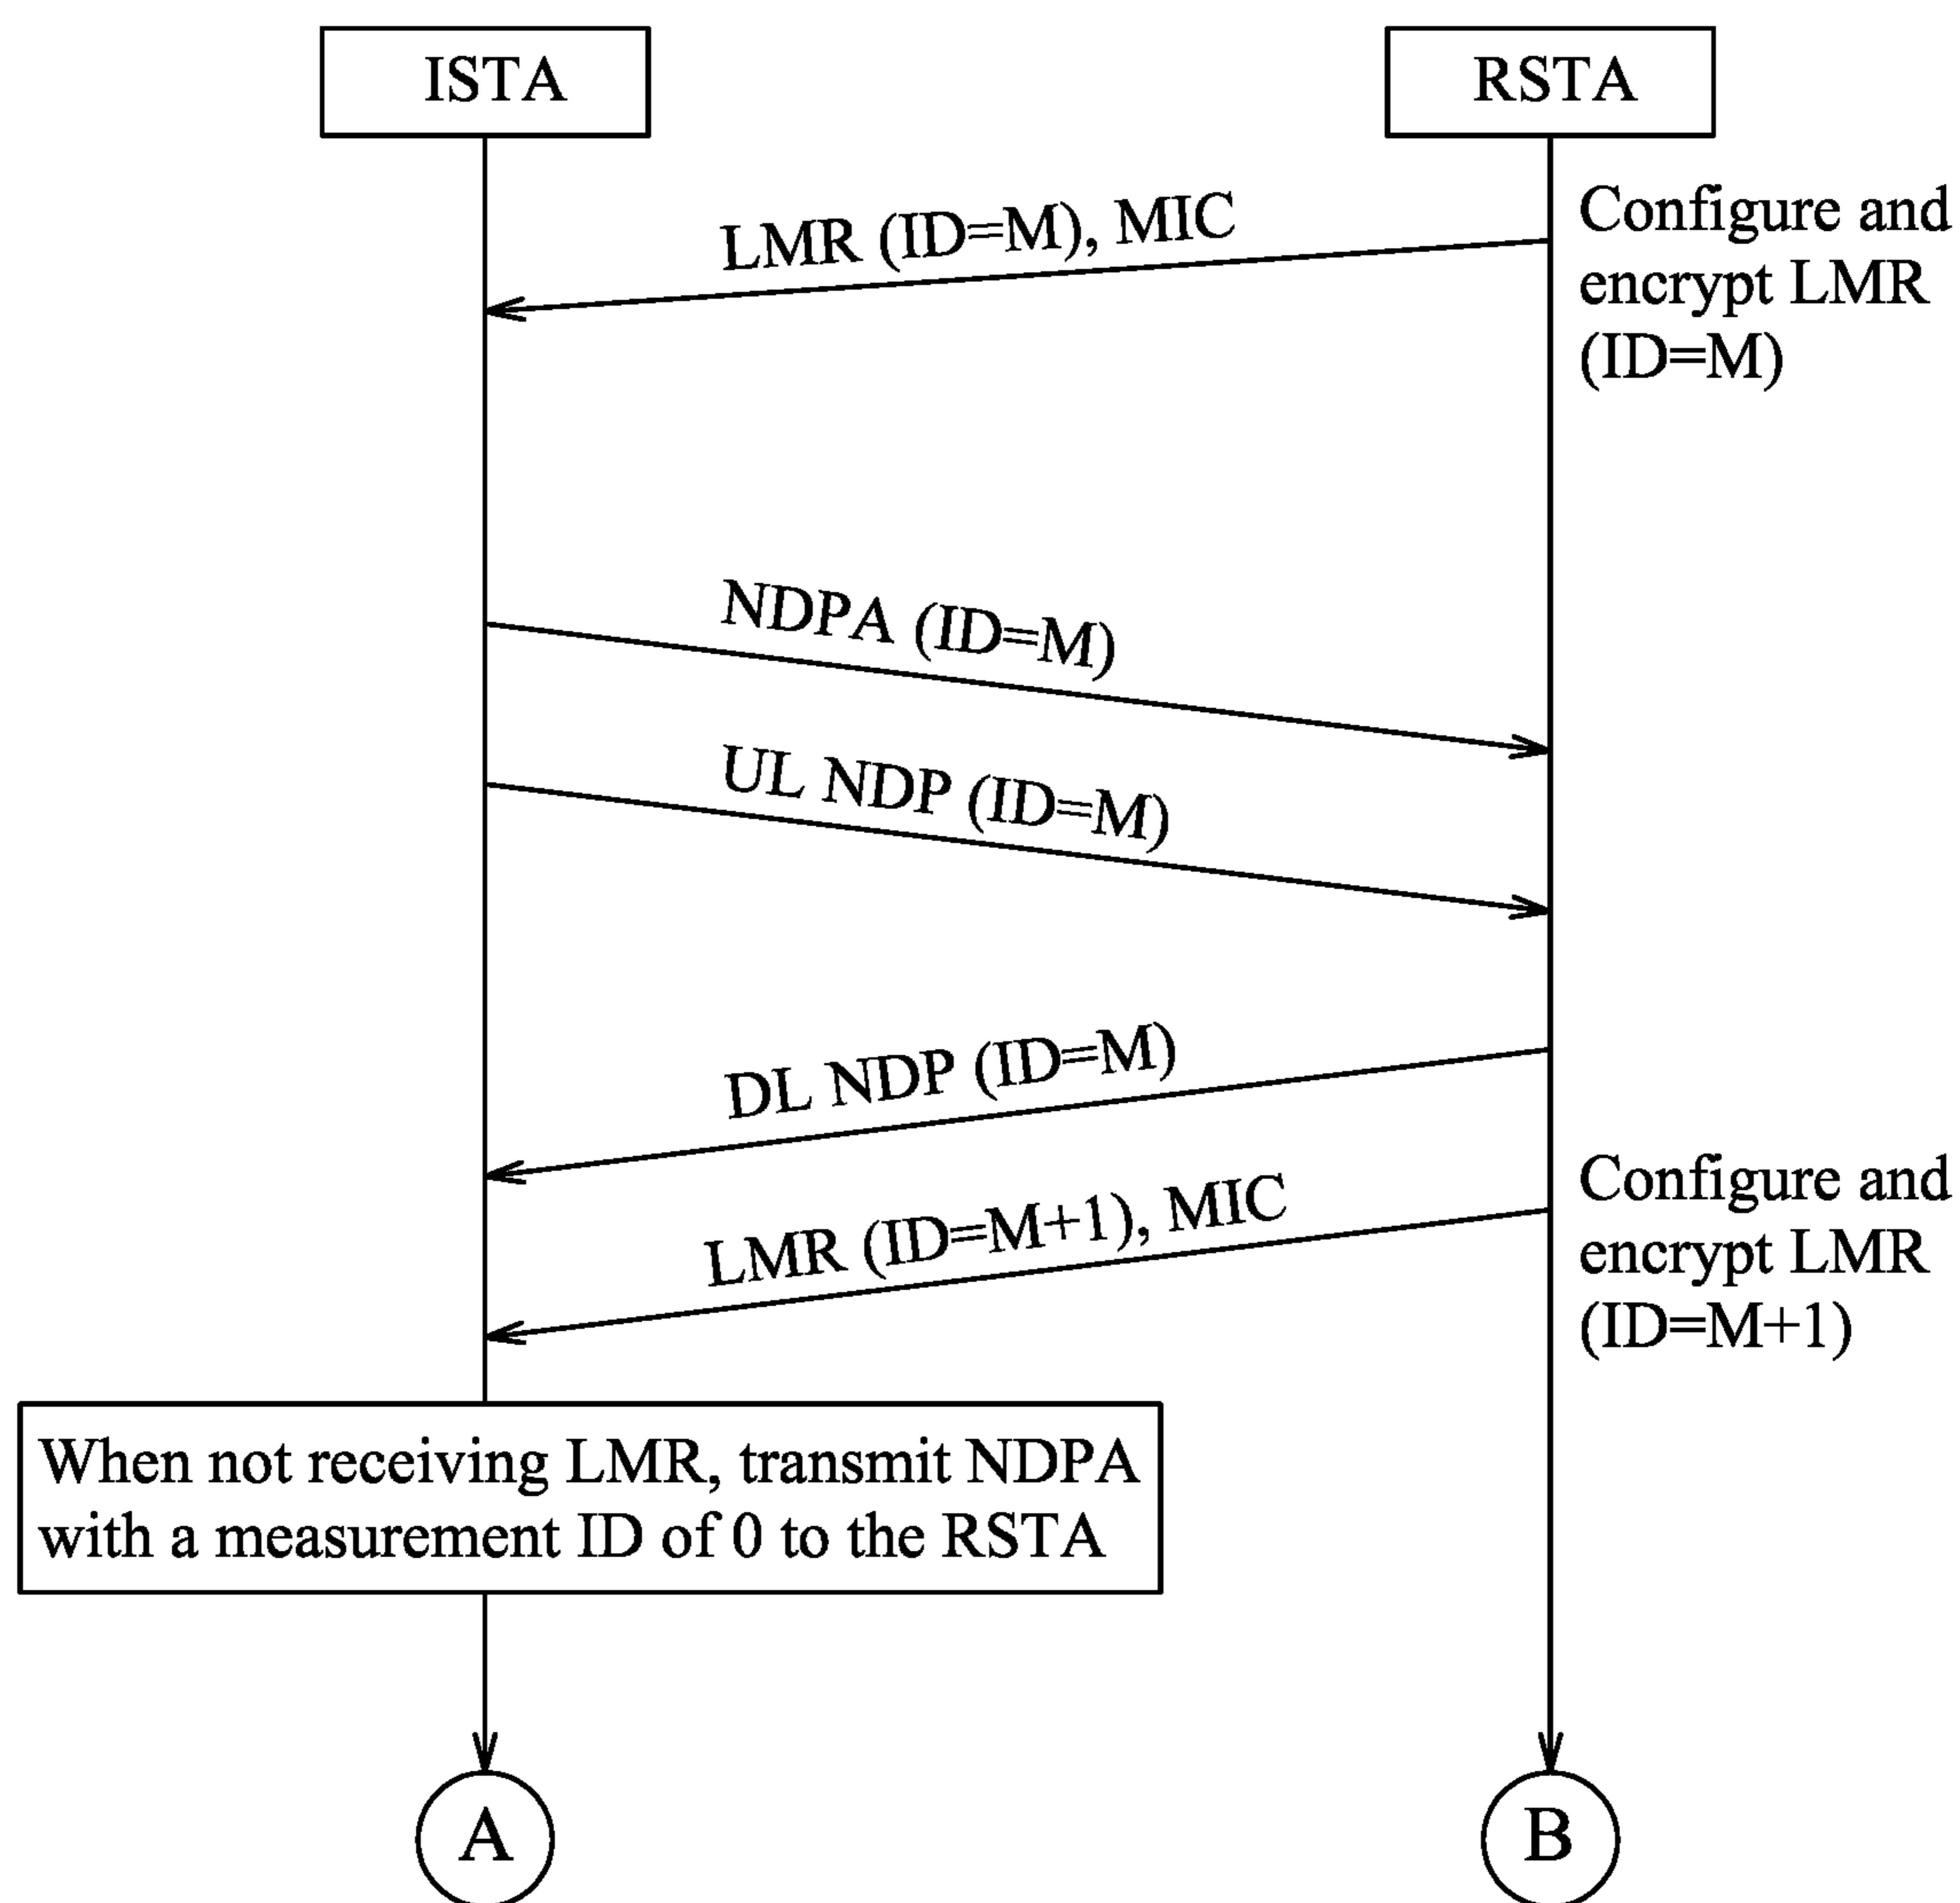 ISTA
RSTA
LMR (ID=M), MIC
Configure and
encrypt LMR
(ID=M)
NDPA (ID=M)
UL NDP (ID=M)
DL NDP (ID=M)
LMR (ID=M+1), MIC
Configure and
encrypt LMR
(ID=M+1)
When not receiving LMR, transmit NDPA
with a measurement ID of 0 to the RSTA
A
B